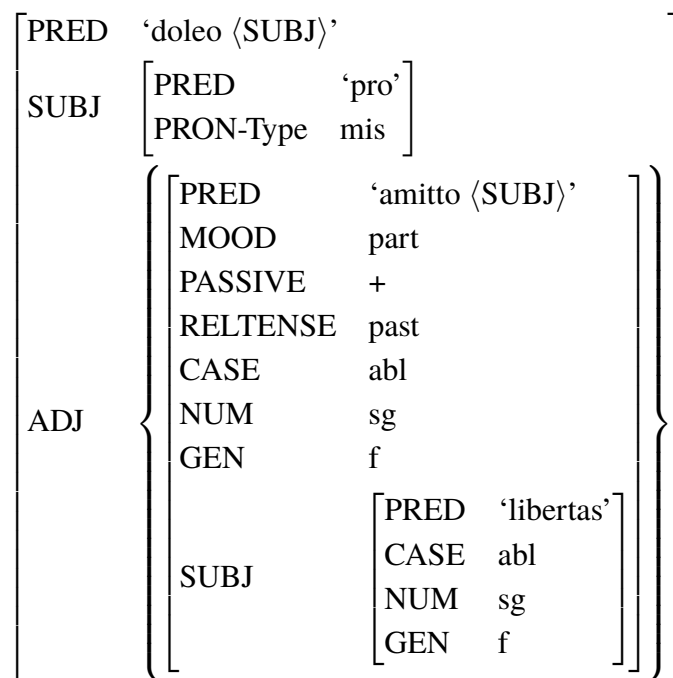 PRED ‘doleo ⟨SUBJ⟩’
SUBJ
PRED ‘pro’
PRON-Type mis
ADJ
PRED ‘amitto ⟨SUBJ⟩’
MOOD part
PASSIVE +
RELTENSE past
CASE abl
NUM sg
GEN f
SUBJ
PRED ‘libertas’
CASE abl
NUM sg
GEN f